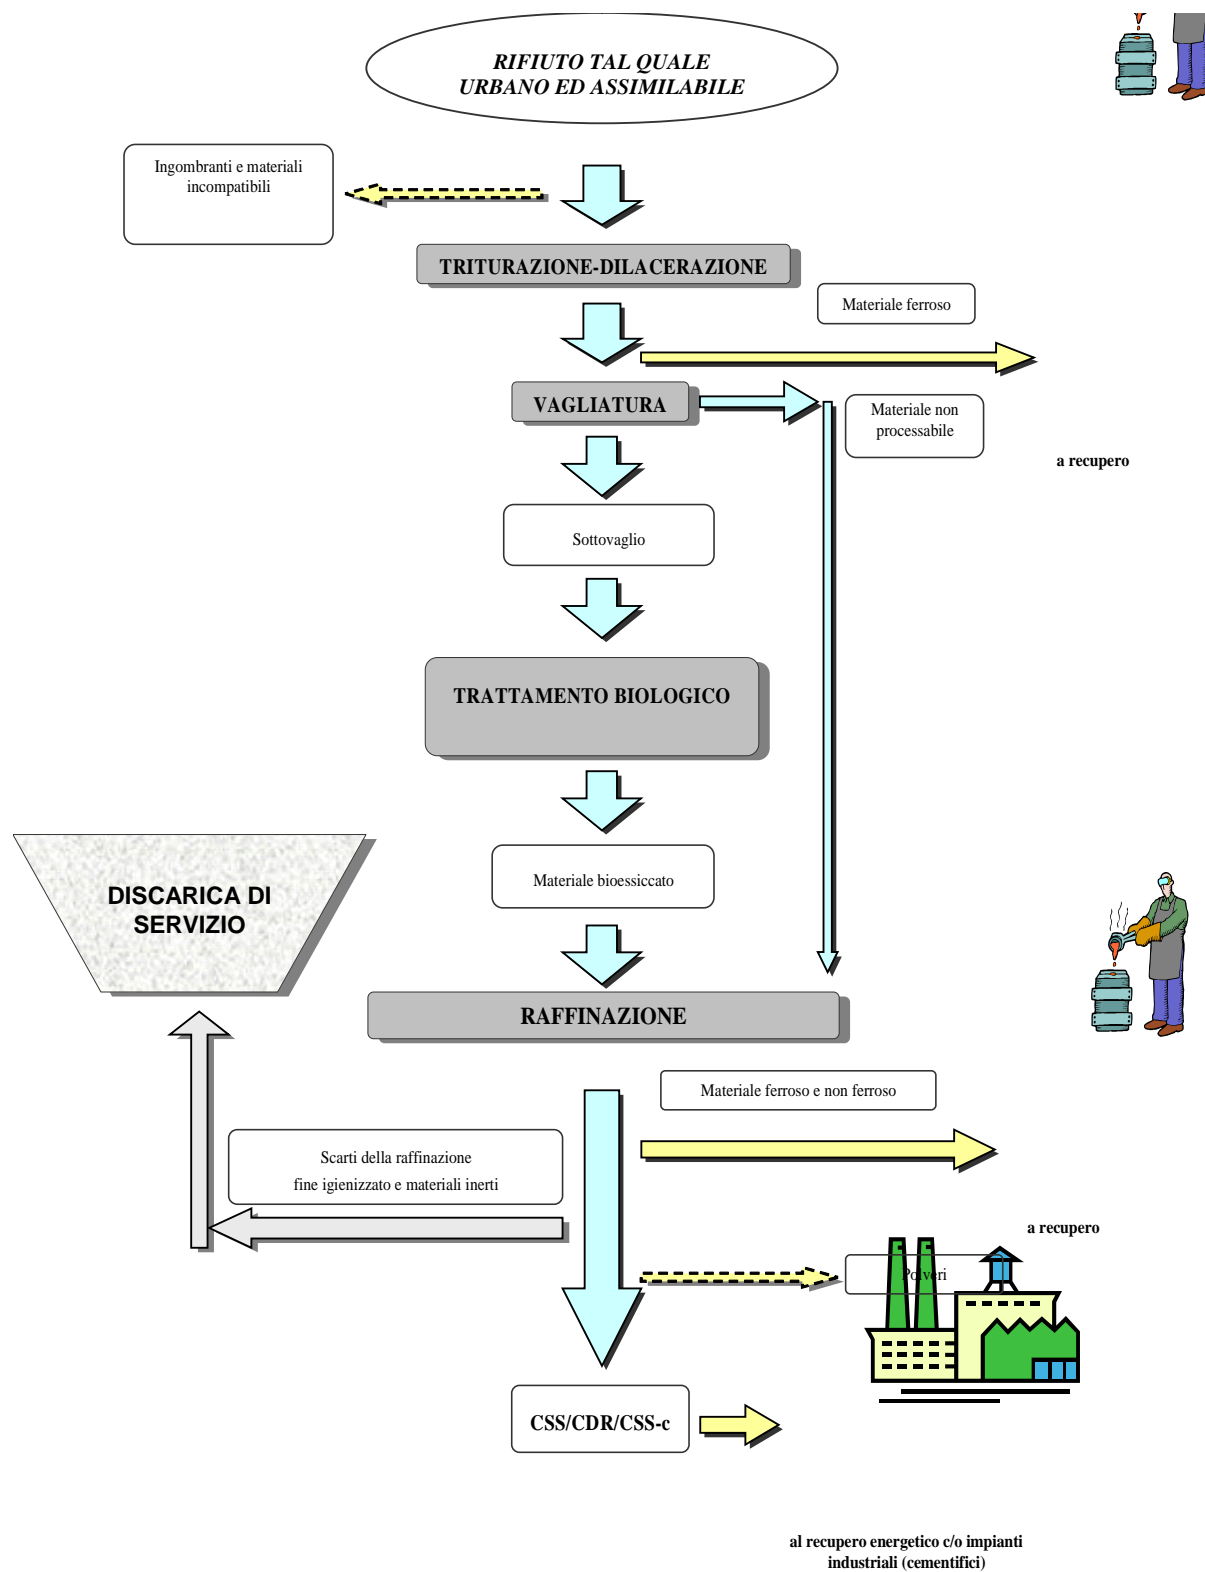 RIFIUTO TAL QUALE
URBANO ED ASSIMILABILE
Ingombranti e materiali
incompatibili
TRITURAZIONE-DILACERAZIONE
Materiale ferroso
VAGLIATURA
Materiale non
processabile
a recupero
Sottovaglio
TRATTAMENTO BIOLOGICO
Materiale bioessiccato
DISCARICA DI
SERVIZIO
RAFFINAZIONE
Materiale ferroso e non ferroso
Scarti della raffinazione
fine igienizzato e materiali inerti
a recupero
Polveri
CSS/CDR/CSS-c
al recupero energetico c/o impianti
industriali (cementifici)